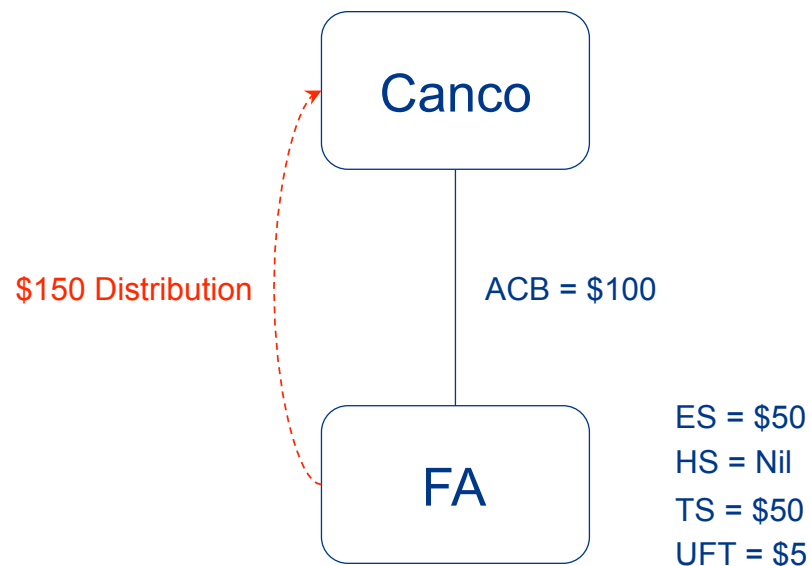 Canco
$150 Distribution
ACB = $100
FA
ES = $50
HS = Nil
TS = $50
UFT = $5